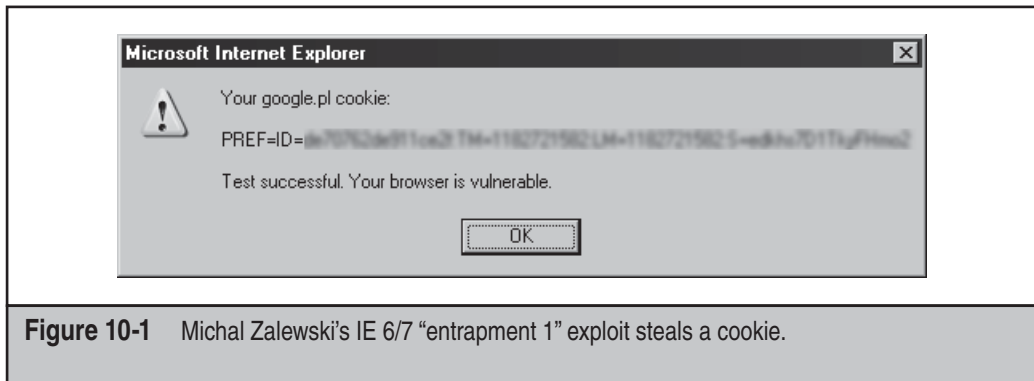 Microsoft Internet Explorer
Your google.pl cookie:
PREF=ID=
Test successful. Your browser is vulnerable.
OK
Figure 10-1 Michal Zalewski's IE 6/7 “entrapment 1” exploit steals a cookie.